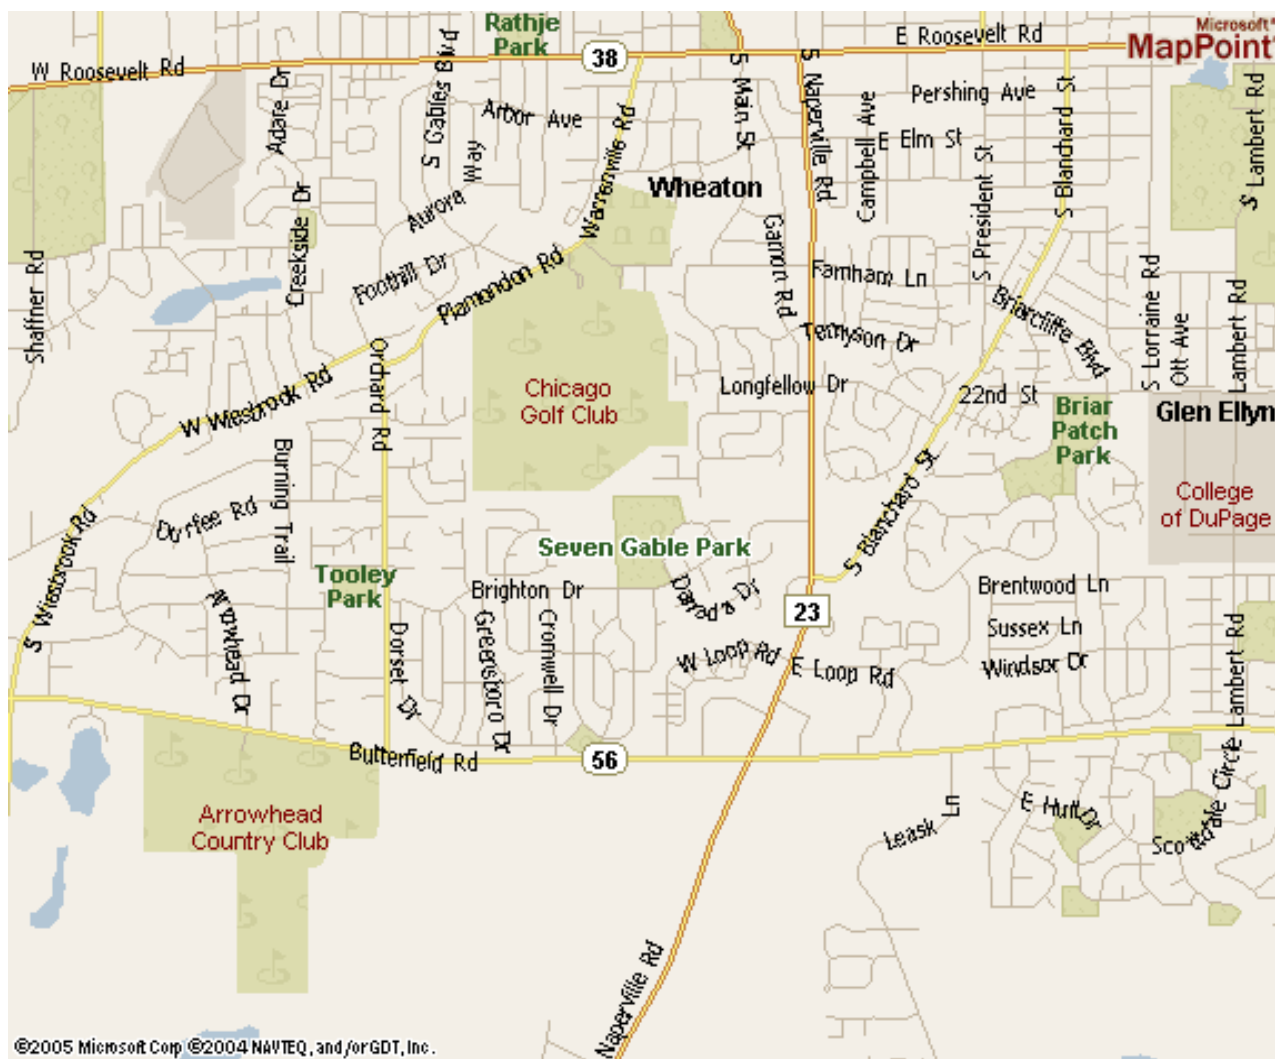 Rathje
Park
Microsoft®
MapPoint®
W Roosevelt Rd
38
E Roosevelt Rd
Adare Dr
S Gables Blvd
Arbor Ave
Way
Aurora
Warrenville Rd
S Main St
S Naperville Rd
Pershing Ave
Campbell Ave
E Elm St
S President St
S Blanchard St
S Lambert Rd
Wheaton
Creekside Dr
Foothill Dr
Plamondon Rd
Gamon Rd
Farnham Ln
Shaffner Rd
Briarcliffe Blvd
S Lorraine Rd
Ott Ave
Lambert Rd
Tennyson Dr
Orchard Rd
W Wiesbrook Rd
Chicago
Golf Club
Longfellow Dr
22nd St
Briar
Patch
Park
Glen Ellyn
College
of DuPage
Burning Trail
S Blanchard St
S Wiesbrook Rd
Seven Gable Park
Tooley
Park
Brighton Dr
Brentwood Ln
23
Arrowhead Dr
Dorset Dr
Greensboro Dr
Cromwell Dr
Sussex Ln
W Loop Rd
E Loop Rd
Windsor Dr
Lambert Rd
Butterfield Rd
56
Arrowhead
Country Club
Leask Ln
E Hull Dr
Scottdale Circle
Naperville Rd
©2005 Microsoft Corp ©2004 NAVTEQ, and/or GDT, Inc.